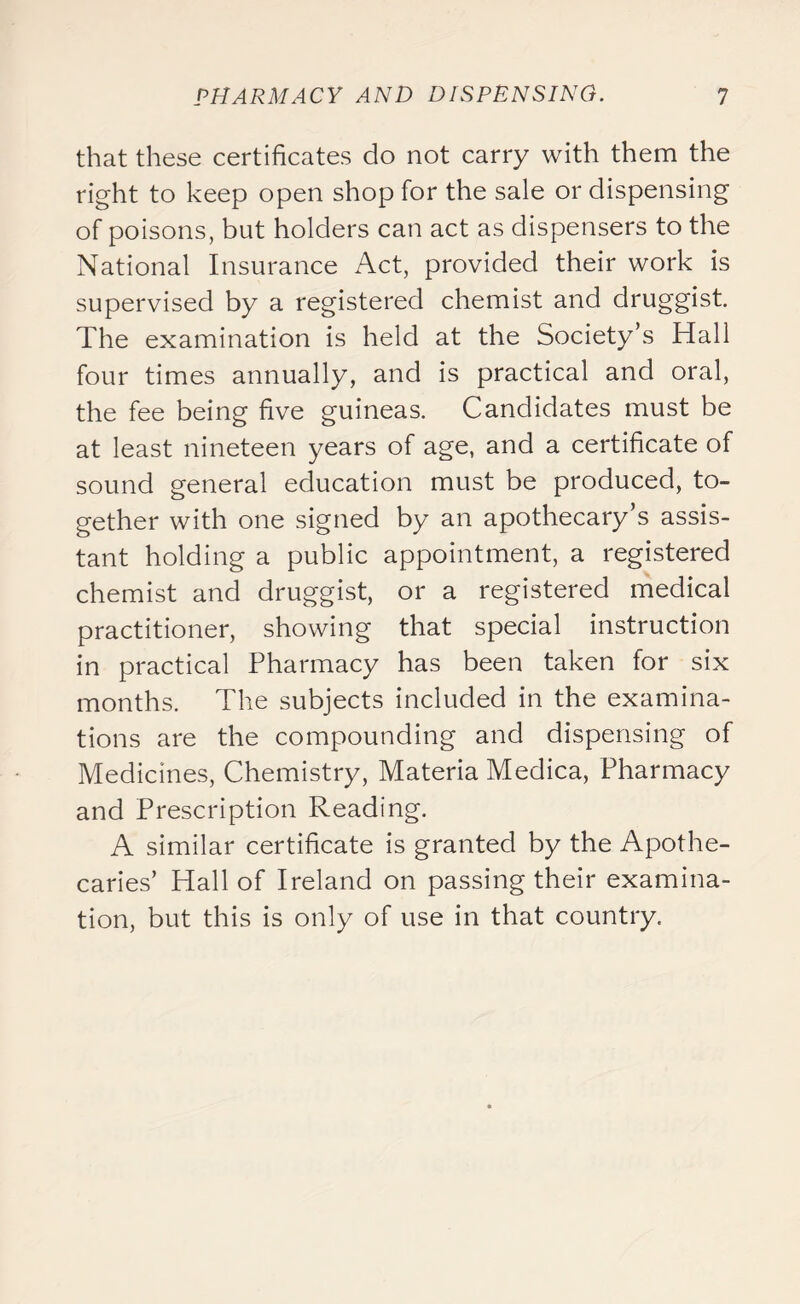 PHARMACY AND DISPENSING. 7
that these certificates do not carry with them the
right to keep open shop for the sale or dispensing
of poisons, but holders can act as dispensers to the
National Insurance Act, provided their work is
supervised by a registered chemist and druggist.
The examination is held at the Society's Hall
four times annually, and is practical and oral,
the fee being five guineas. Candidates must be
at least nineteen years of age, and a certificate of
sound general education must be produced, to-
gether with one signed by an apothecary's assis-
tant holding a public appointment, a registered
chemist and druggist, or a registered medical
practitioner, showing that special instruction
in practical Pharmacy has been taken for six
months. The subjects included in the examina-
tions are the compounding and dispensing of
Medicines, Chemistry, Materia Medica, Pharmacy
and Prescription Reading.
A similar certificate is granted by the Apothe-
caries' Hall of Ireland on passing their examina-
tion, but this is only of use in that country.